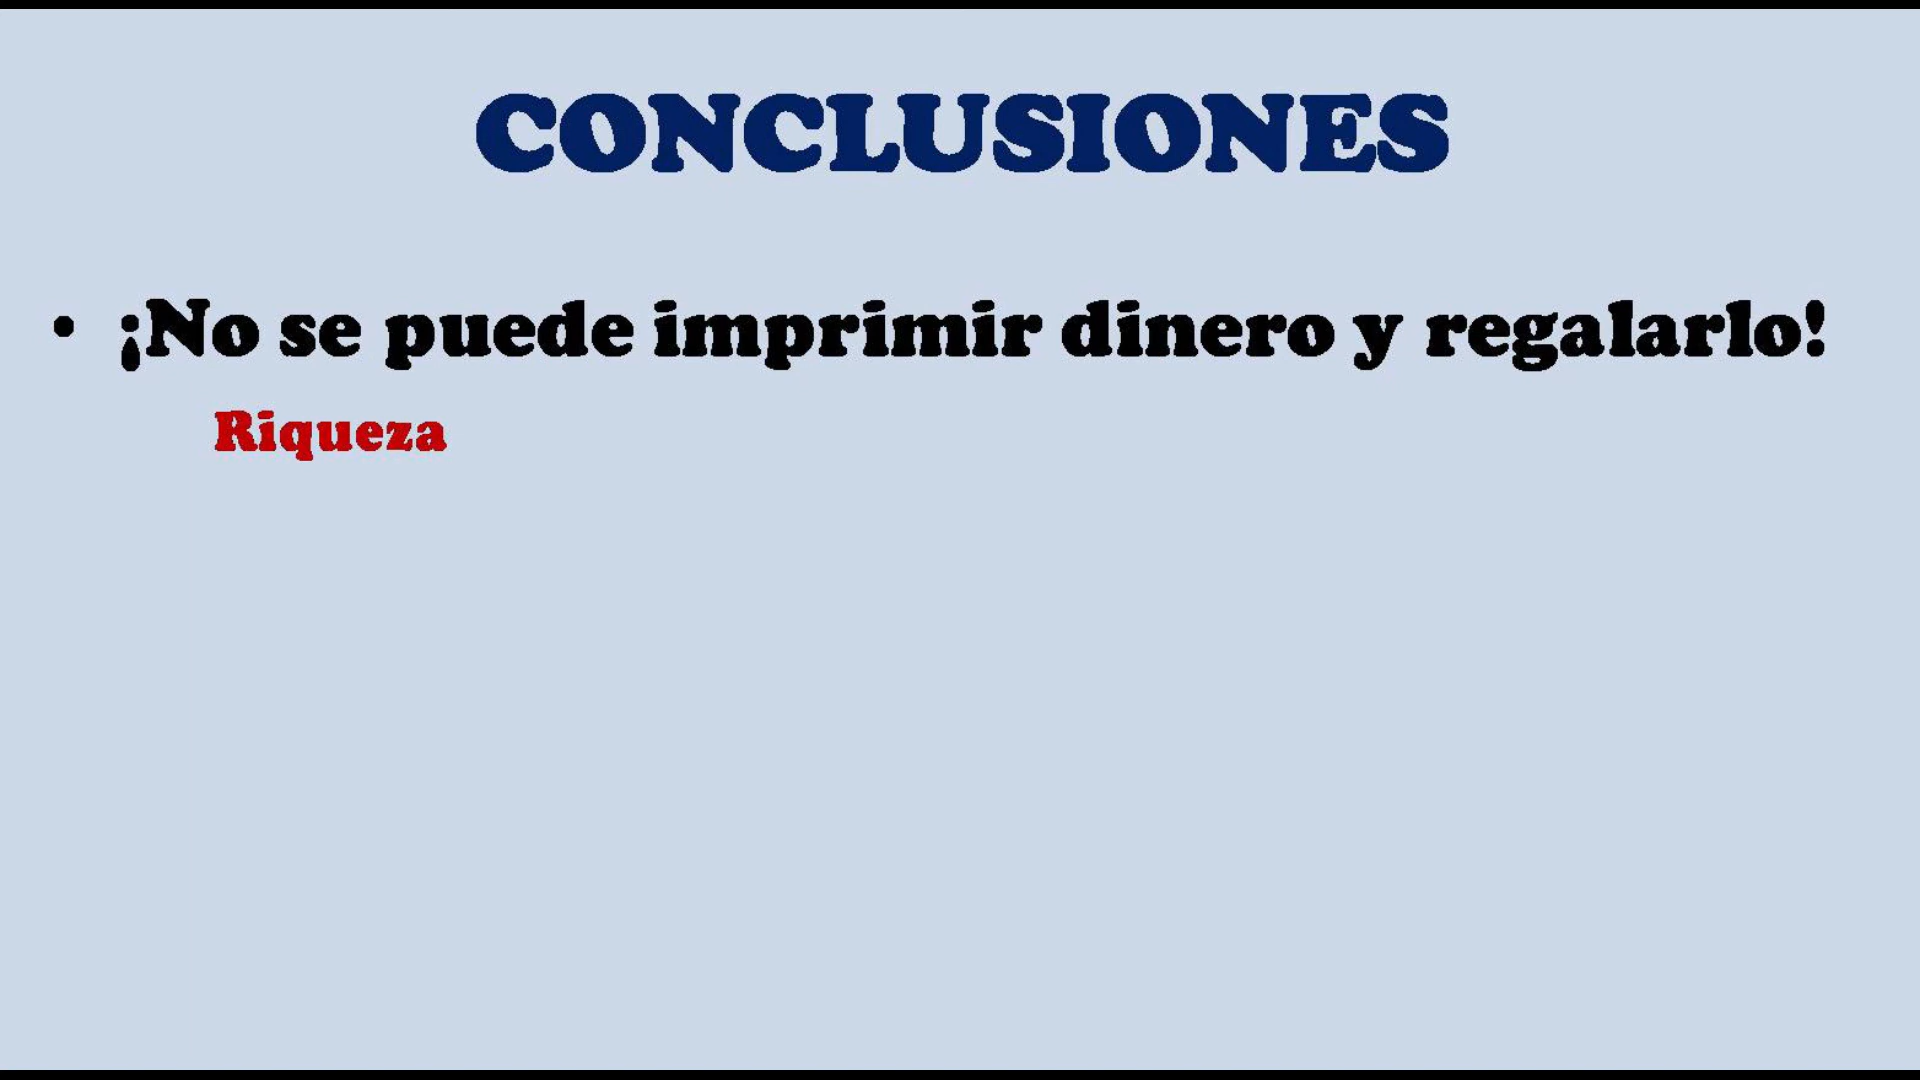 CONCLUSIONES
• ¡No se puede imprimir dinero y regalarlo!
Riqueza